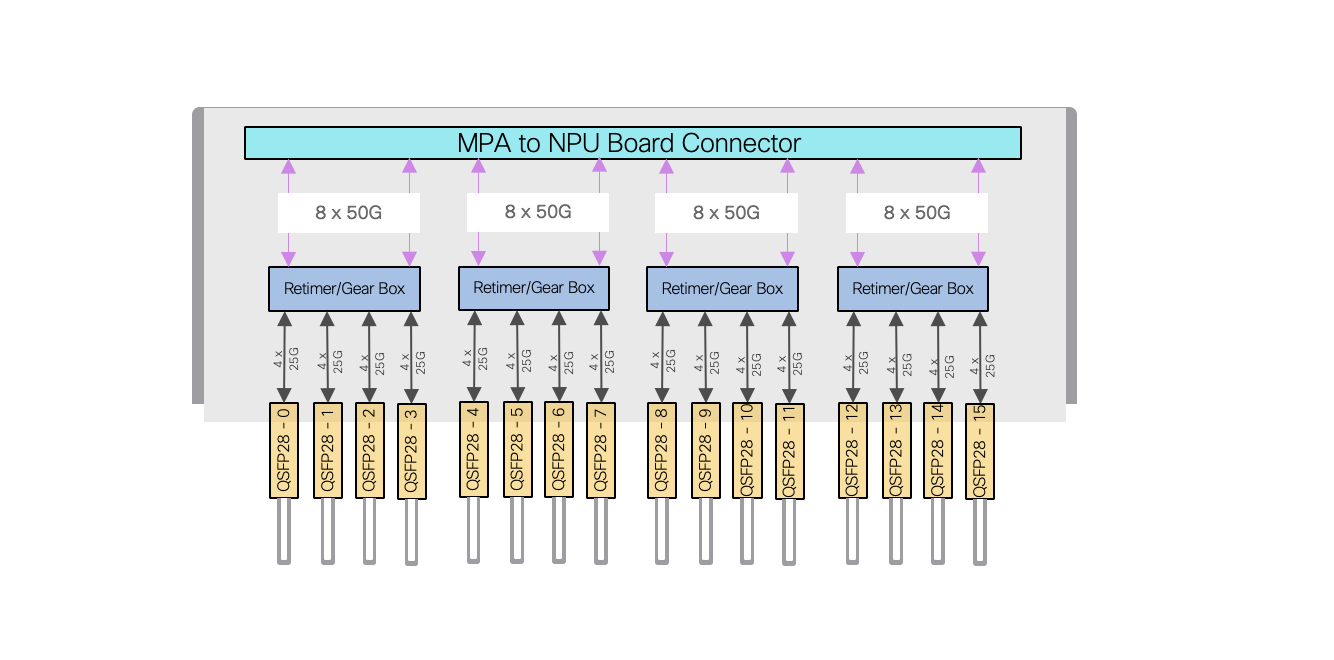 MPA to NPU Board Connector
8 x 50G
8 x 50G
8 x 50G
8 x 50G
Retimer/Gear Box
Retimer/Gear Box
Retimer/Gear Box
Retimer/Gear Box
4 x
25G
4 x
25G
4 x
25G
4 x
25G
4 x
25G
4 x
25G
4 x
25G
4 x
25G
4 x
25G
4 x
25G
4 x
25G
4 x
25G
4 x
25G
4 x
25G
4 x
25G
4 x
25G
QSFP28 - 0
QSFP28 - 1
QSFP28 - 2
QSFP28 - 3
QSFP28 - 4
QSFP28 - 5
QSFP28 - 6
QSFP28 - 7
QSFP28 - 8
QSFP28 - 9
QSFP28 - 10
QSFP28 - 11
QSFP28 - 12
QSFP28 - 13
QSFP28 - 14
QSFP28 - 15